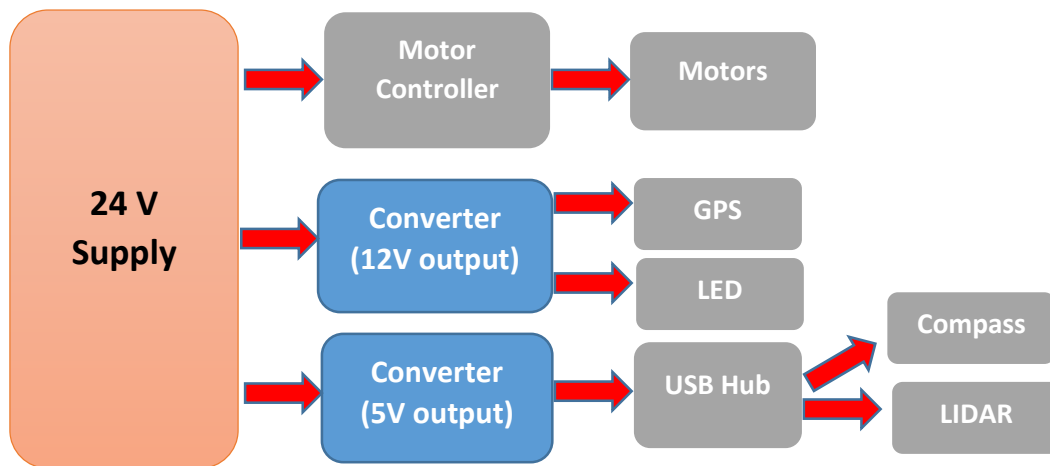 24 V
Supply
Motor
Controller
Motors
Converter
(12V output)
GPS
LED
Converter
(5V output)
USB Hub
Compass
LIDAR